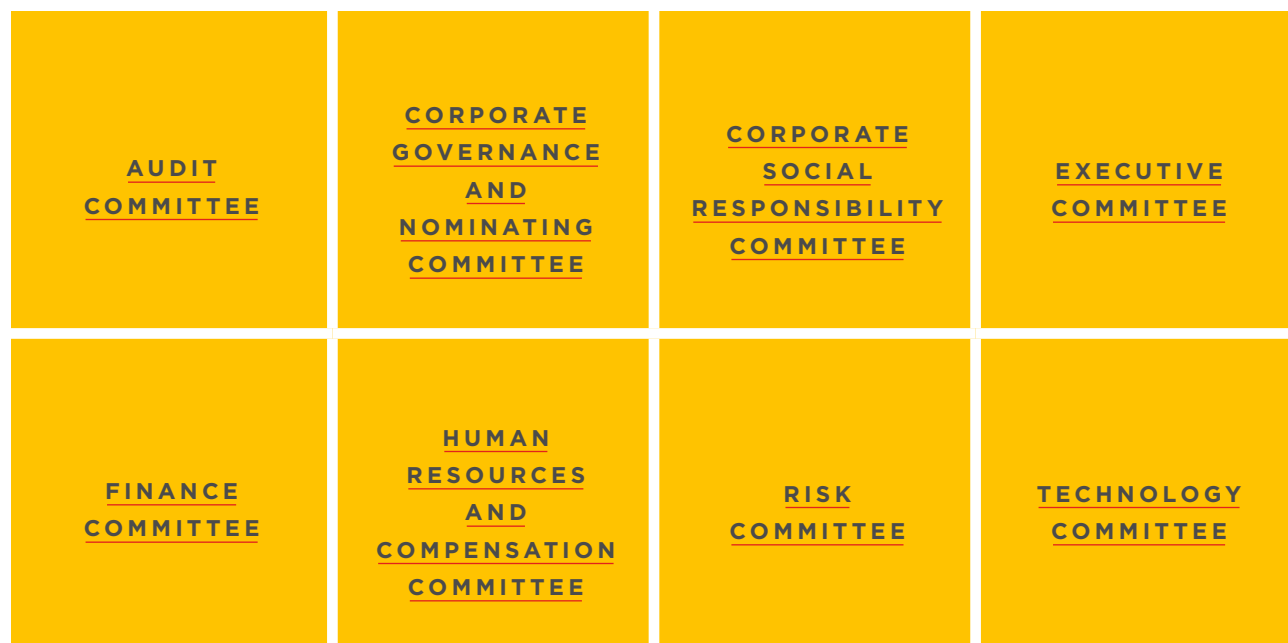 AUDIT
COMMITTEE
CORPORATE
GOVERNANCE
AND
NOMINATING
COMMITTEE
CORPORATE
SOCIAL
RESPONSIBILITY
COMMITTEE
EXECUTIVE
COMMITTEE
FINANCE
COMMITTEE
HUMAN
RESOURCES
AND
COMPENSATION
COMMITTEE
RISK
COMMITTEE
TECHNOLOGY
COMMITTEE